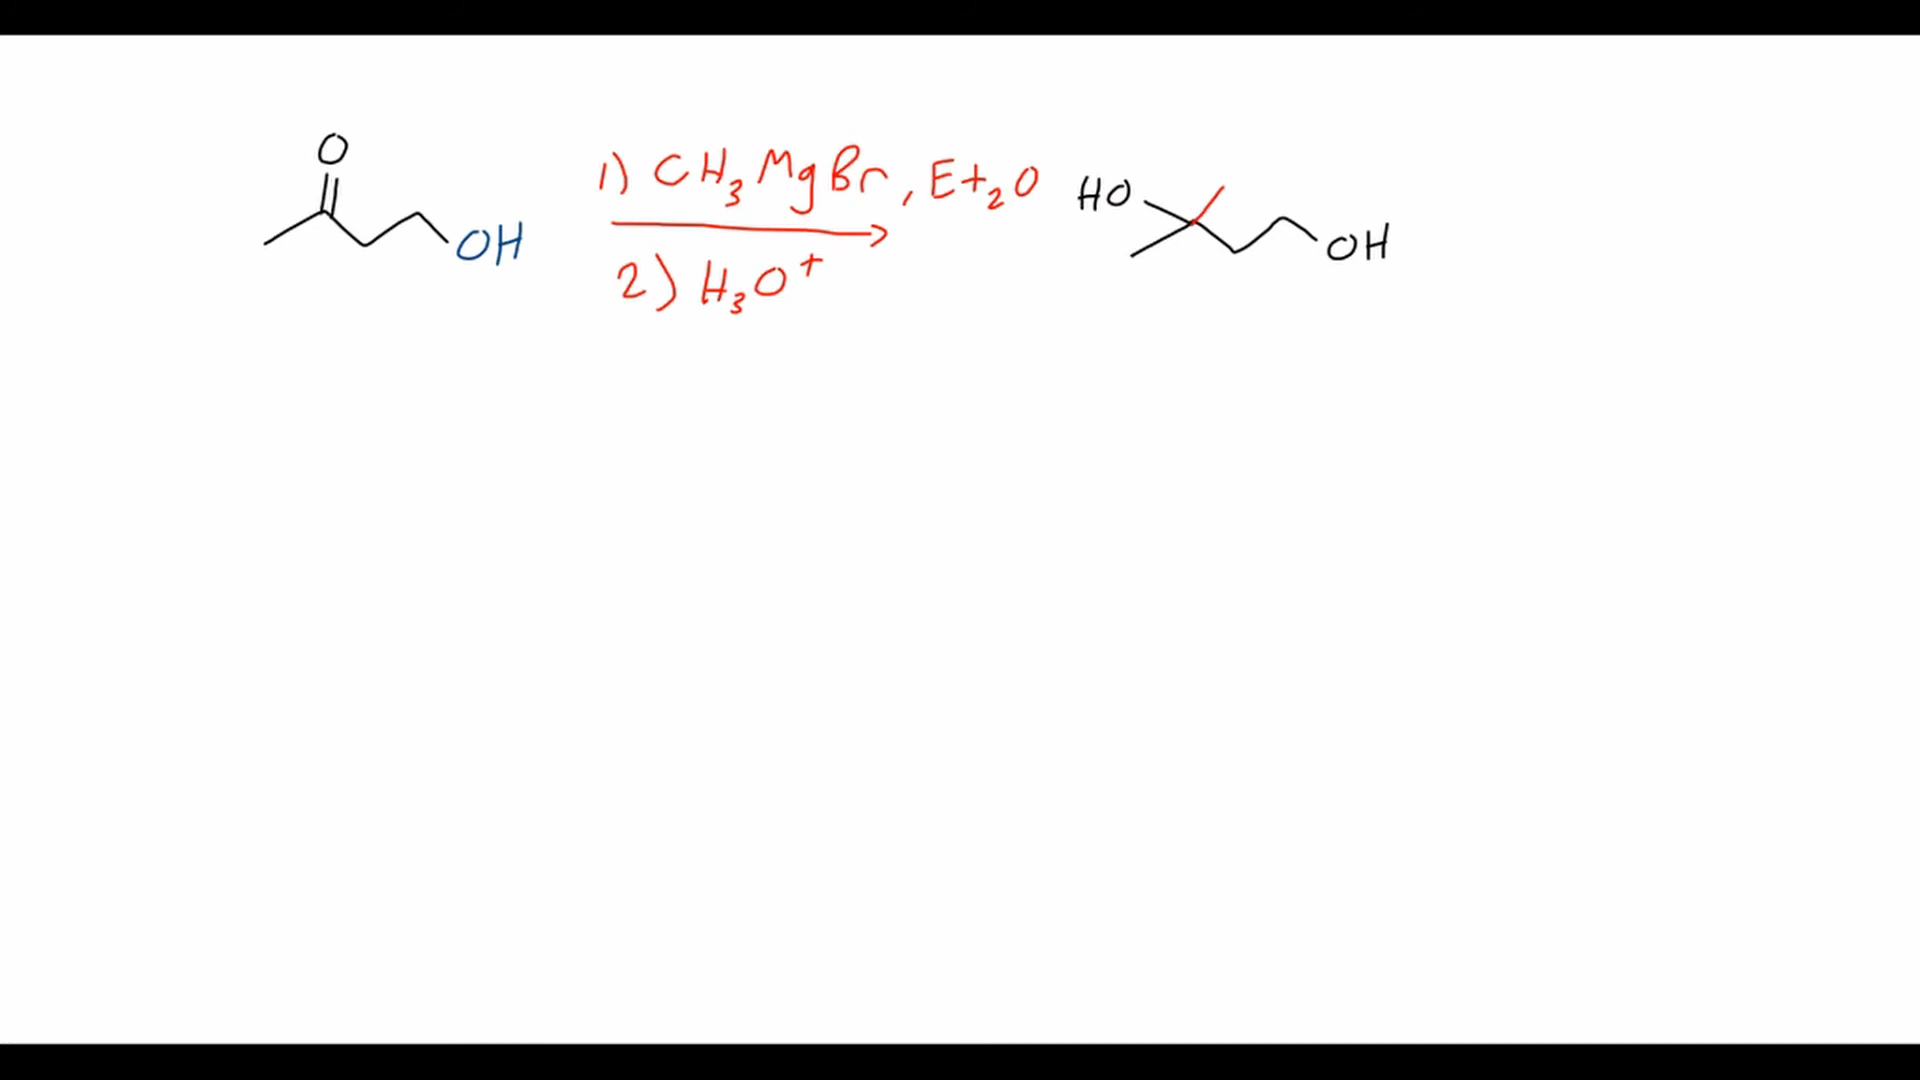 O
OH
1) CH₃MgBr, Et₂O
2) H₃O⁺
HO
OH